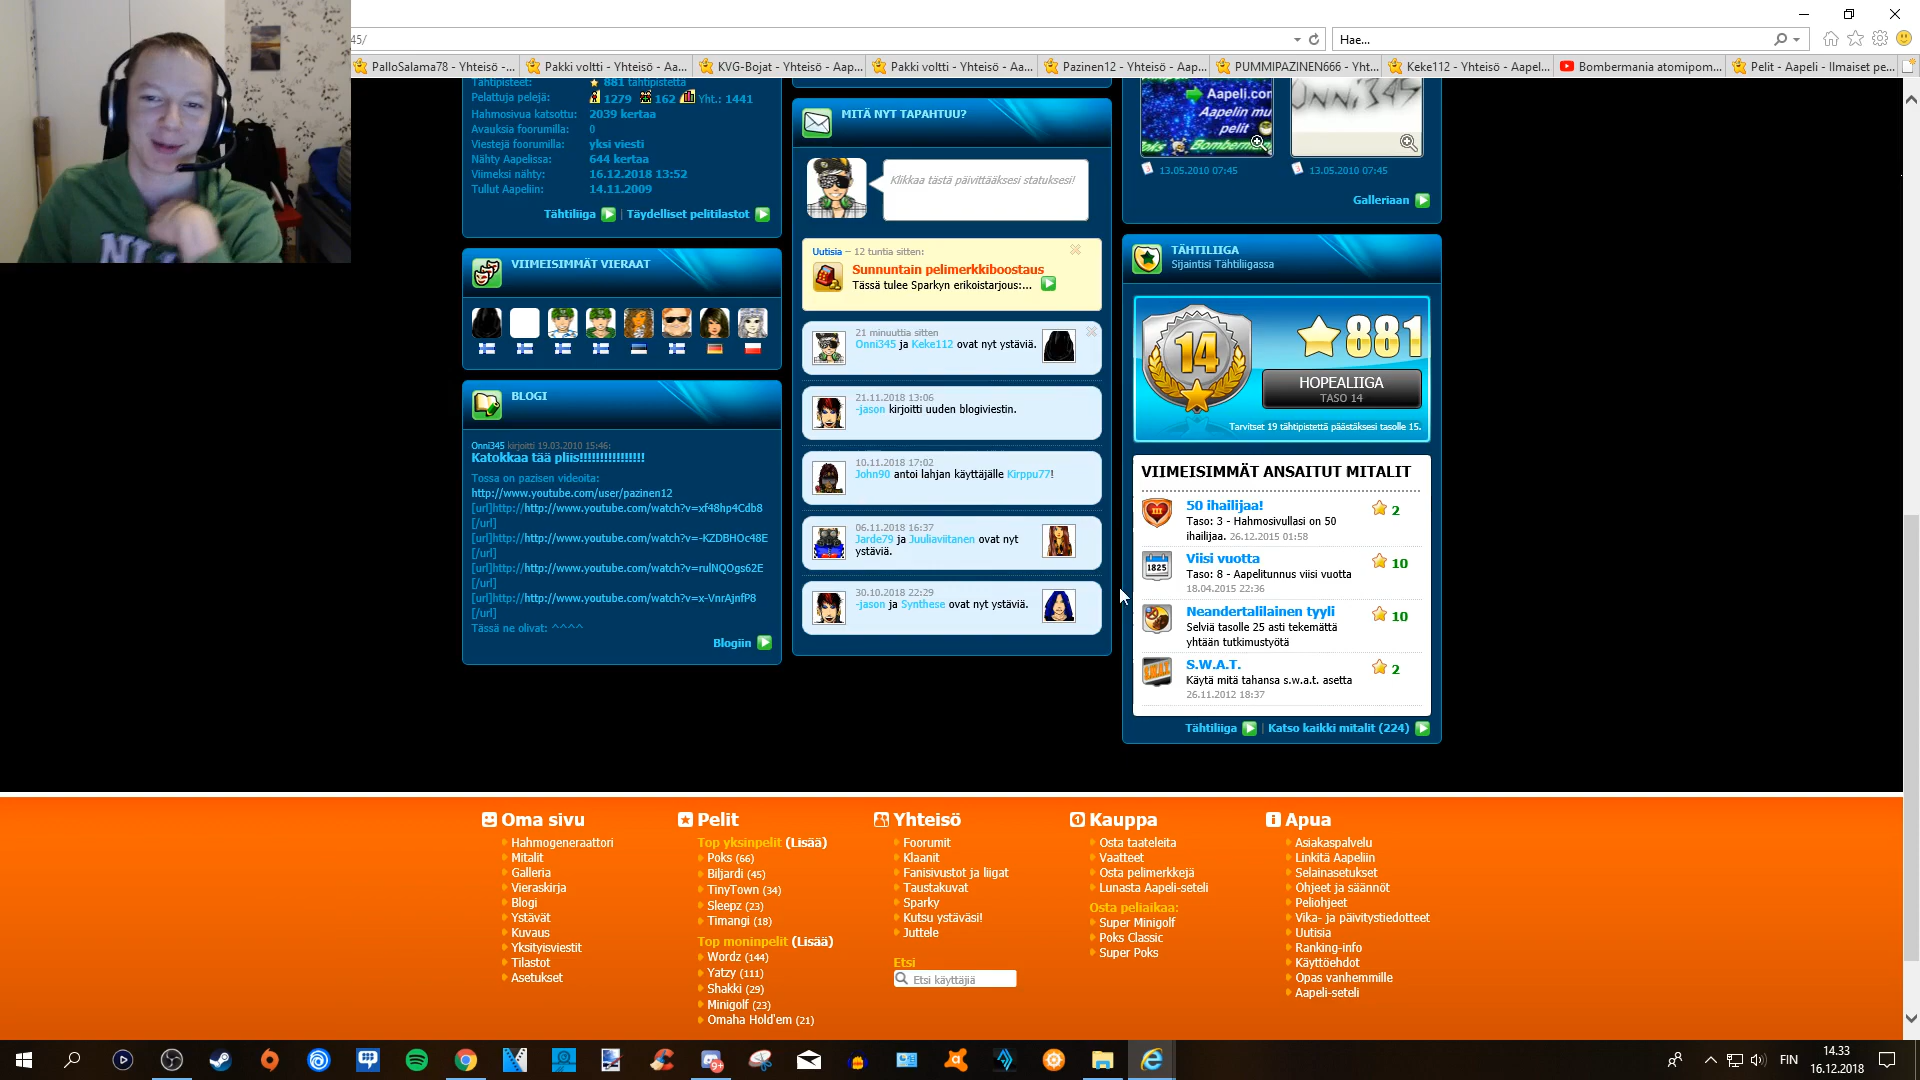 45/
Hae...
PalloSalama78 - Yhteisö -...
Pakki voltti - Yhteisö - Aa...
KVG-Bojat - Yhteisö - Aap...
Pakki voltti - Yhteisö - Aa...
Pazinen12 - Yhteisö - Aap...
PUMMIPAZINEN666 - Yht...
Keke112 - Yhteisö - Aapel...
Bombermania atomipom...
Pelit - Aapeli - Ilmaiset pe...
Tähtipisteet: 881 tähtipistettä
Pelattuja pelejä: 1279 162 Yht.: 1441
Hahmosivua katsottu: 2039 kertaa
Avauksia foorumilla: 0
Viestejä foorumilla: yksi viesti
Nähty Aapelissa: 644 kertaa
Viimeksi nähty: 16.12.2018 13:52
Tullut Aapeliin: 14.11.2009
Tähtiliiga | Täydelliset pelitilastot
VIIMEISIMMÄT VIERAAT
BLOGI
Onni345 kirjoitti 19.03.2010 15:46:
Katokkaa tää pliis!!!!!!!!!!!!!!!!
Tossa on pazisen videoita:
http://www.youtube.com/user/pazinen12
[url]http://http://www.youtube.com/watch?v=xf48hp4Cdb8
[/url]
[url]http://http://www.youtube.com/watch?v=-KZDBHOc48E
[/url]
[url]http://http://www.youtube.com/watch?v=rulNQOgs62E
[/url]
[url]http://http://www.youtube.com/watch?v=x-VnrAjnfP8
[/url]
Tässä ne olivat: ^^^^
Blogiin
MITÄ NYT TAPAHTUU?
Klikkaa tästä päivittääksesi statuksesi!
Uutisia – 12 tuntia sitten:
Sunnuntain pelimerkkiboostaus
Tässä tulee Sparkyn erikoistarjous:...
21 minuuttia sitten
Onni345 ja Keke112 ovat nyt ystäviä.
21.11.2018 13:06
-jason kirjoitti uuden blogiviestin.
10.11.2018 17:02
John90 antoi lahjan käyttäjälle Kirppu77!
06.11.2018 16:37
Jarde79 ja Juuliaviitanen ovat nyt
ystäviä.
30.10.2018 22:29
-jason ja Synthese ovat nyt ystäviä.
Aapeli.com
Aapelin mu
pelit
Poks Bomberma
Onni345
13.05.2010 07:45
13.05.2010 07:45
Galleriaan
TÄHTILIIGA
Sijaintisi Tähtiliigassa
14
881
HOPEALIIGA
TASO 14
Tarvitset 19 tähtipistettä päästäksesi tasolle 15.
VIIMEISIMMÄT ANSAITUT MITALIT
50 ihailijaa! 2
Taso: 3 - Hahmosivullasi on 50
ihailijaa. 26.12.2015 01:58
1825
Viisi vuotta 10
Taso: 8 - Aapelitunnus viisi vuotta
18.04.2015 22:36
Neandertalilainen tyyli 10
Selviä tasolle 25 asti tekemättä
yhtään tutkimustyötä
S.W.A.T. 2
Käytä mitä tahansa s.w.a.t. asetta
26.11.2012 18:37
Tähtiliiga | Katso kaikki mitalit (224)
Oma sivu
Hahmogeneraattori
Mitalit
Galleria
Vieraskirja
Blogi
Ystävät
Kuvaus
Yksityisviestit
Tilastot
Asetukset
Pelit
Top yksinpelit (Lisää)
Poks (66)
Biljardi (45)
TinyTown (34)
Sleepz (23)
Timangi (18)
Top moninpelit (Lisää)
Wordz (144)
Yatzy (111)
Shakki (29)
Minigolf (23)
Omaha Hold'em (21)
Yhteisö
Foorumit
Klaanit
Fanisivustot ja liigat
Taustakuvat
Sparky
Kutsu ystäväsi!
Juttele
Etsi
Etsi käyttäjiä
Kauppa
Osta taateleita
Vaatteet
Osta pelimerkkejä
Lunasta Aapeli-seteli
Osta peliaikaa:
Super Minigolf
Poks Classic
Super Poks
Apua
Asiakaspalvelu
Linkitä Aapeliin
Selainasetukset
Ohjeet ja säännöt
Peliohjeet
Vika- ja päivitystiedotteet
Uutisia
Ranking-info
Käyttöehdot
Opas vanhemmille
Aapeli-seteli
9+
FIN
14.33
16.12.2018